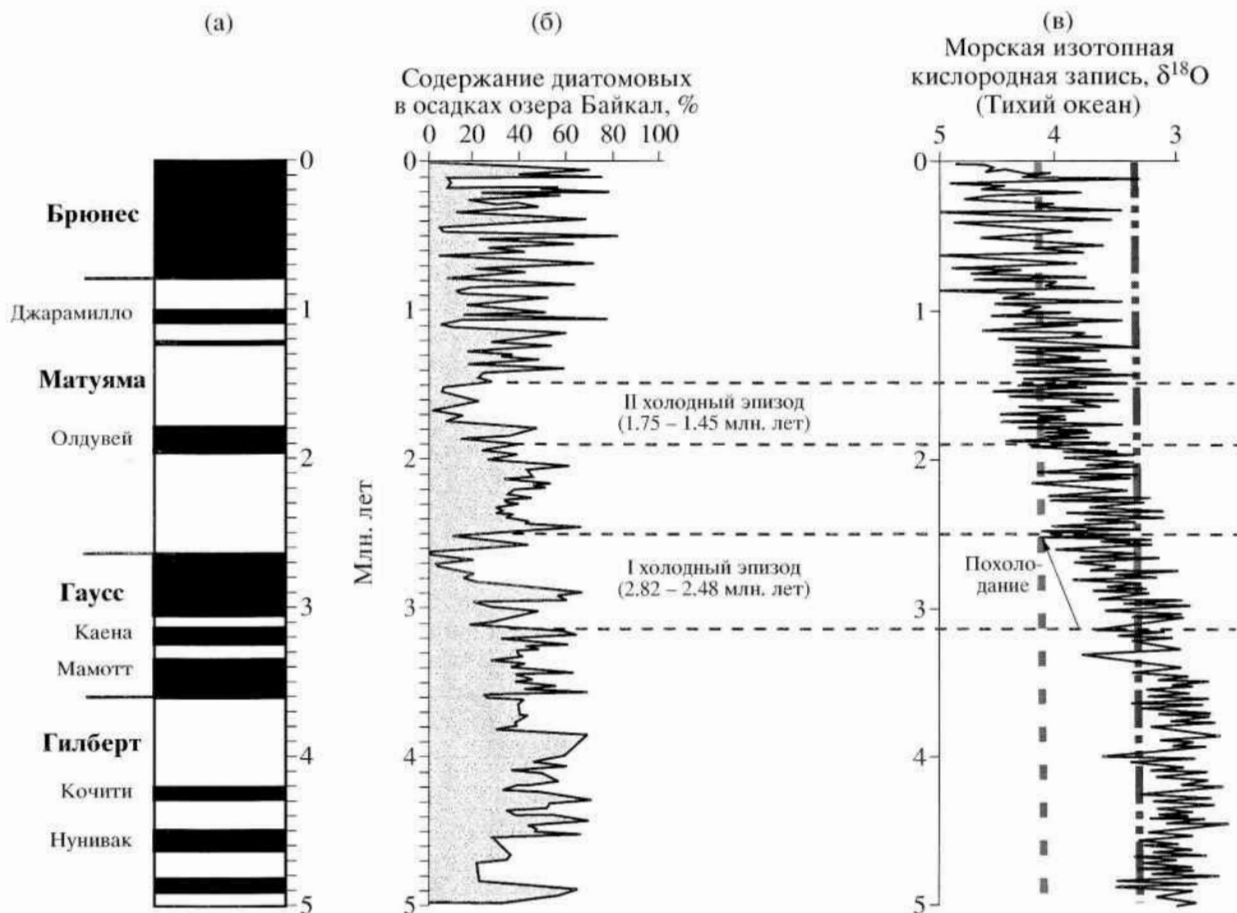 (а)
Брюнес
Джарамилло
Матуяма
Олдувей
Гаусс
Каена
Мамотт
Гилберт
Кочити
Нунивак
0
1
2
3
4
5
Млн. лет
(б)
Содержание диатомовых
в осадках озера Байкал, %
0 20 40 60 80 100
0
1
2
3
4
5
II холодный эпизод
(1.75 – 1.45 млн. лет)
I холодный эпизод
(2.82 – 2.48 млн. лет)
(в)
Морская изотопная
кислородная запись, δ¹⁸O
(Тихий океан)
5 4 3
0
1
2
3
4
5
Похоло-
дание